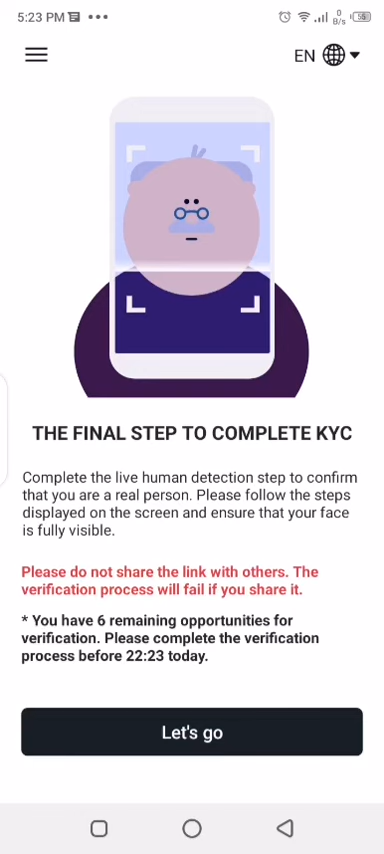 5:23 PM
0
B/s
55
EN
THE FINAL STEP TO COMPLETE KYC
Complete the live human detection step to confirm
that you are a real person. Please follow the steps
displayed on the screen and ensure that your face
is fully visible.
Please do not share the link with others. The
verification process will fail if you share it.
* You have 6 remaining opportunities for
verification. Please complete the verification
process before 22:23 today.
Let's go